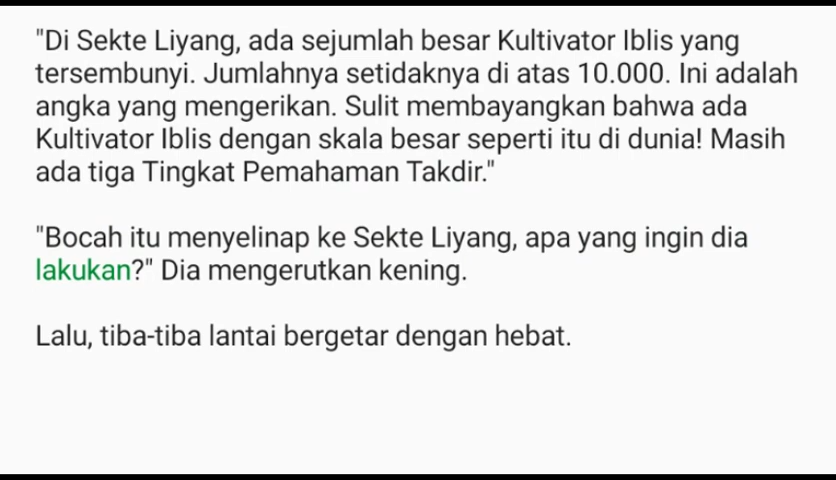 "Di Sekte Liyang, ada sejumlah besar Kultivator Iblis yang
tersembunyi. Jumlahnya setidaknya di atas 10.000. Ini adalah
angka yang mengerikan. Sulit membayangkan bahwa ada
Kultivator Iblis dengan skala besar seperti itu di dunia! Masih
ada tiga Tingkat Pemahaman Takdir."
"Bocah itu menyelinap ke Sekte Liyang, apa yang ingin dia
lakukan?" Dia mengerutkan kening.
Lalu, tiba-tiba lantai bergetar dengan hebat.